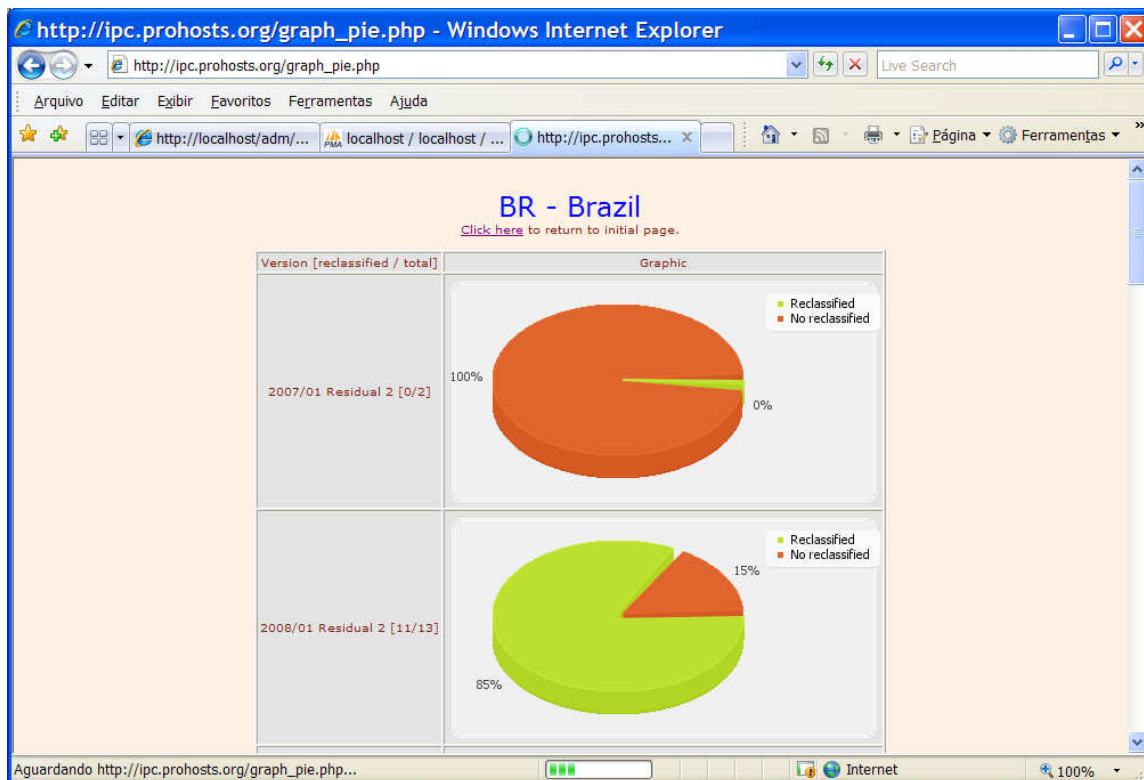 http://ipc.prohosts.org/graph_pie.php - Windows Internet Explorer
http://ipc.prohosts.org/graph_pie.php
Live Search
Arquivo Editar Exibir Favoritos Ferramentas Ajuda
http://localhost/adm/... localhost / localhost / ... http://ipc.prohosts... Página Ferramentas »
BR - Brazil
Click here to return to initial page.
Version [reclassified / total] Graphic
Reclassified
No reclassified
100%
2007/01 Residual 2 [0/2]
0%
Reclassified
No reclassified
15%
2008/01 Residual 2 [11/13]
85%
Aguardando http://ipc.prohosts.org/graph_pie.php... Internet 100%